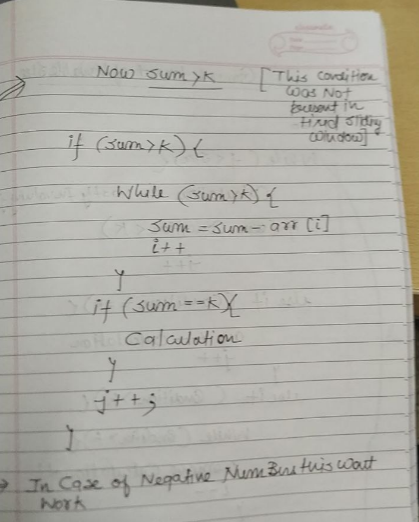 Now sum>k [This condition
was Not
present in
fixed sliding
window]
if (sum>k) {
While (sum>k) {
sum = sum - arr [i]
i++
}
if (sum ==k){
Calculation
}
j++;
}
→ In Case of Negative Numbers this wont
work